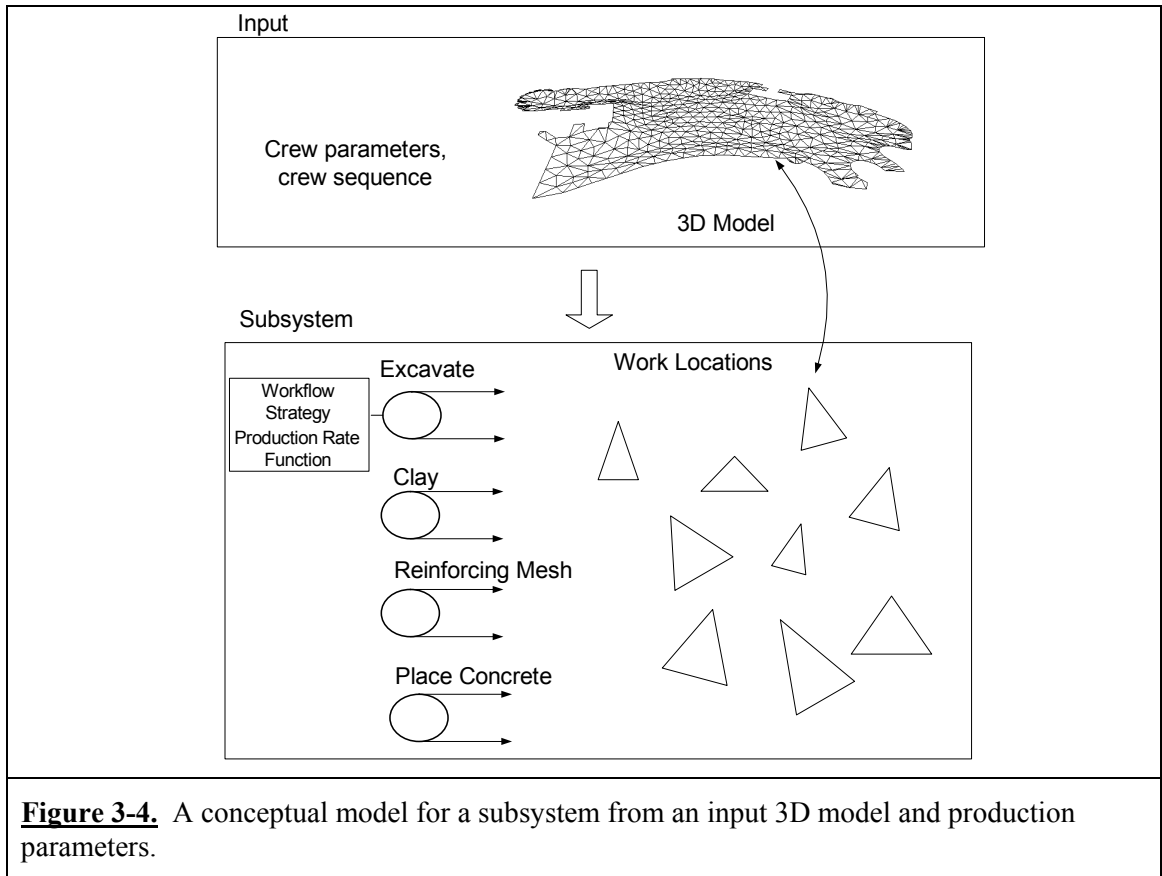 Input
Crew parameters,
crew sequence
3D Model
Subsystem
Work Locations
Excavate
Workflow
Strategy
Production Rate
Function
Clay
Reinforcing Mesh
Place Concrete
Figure 3-4. A conceptual model for a subsystem from an input 3D model and production
parameters.